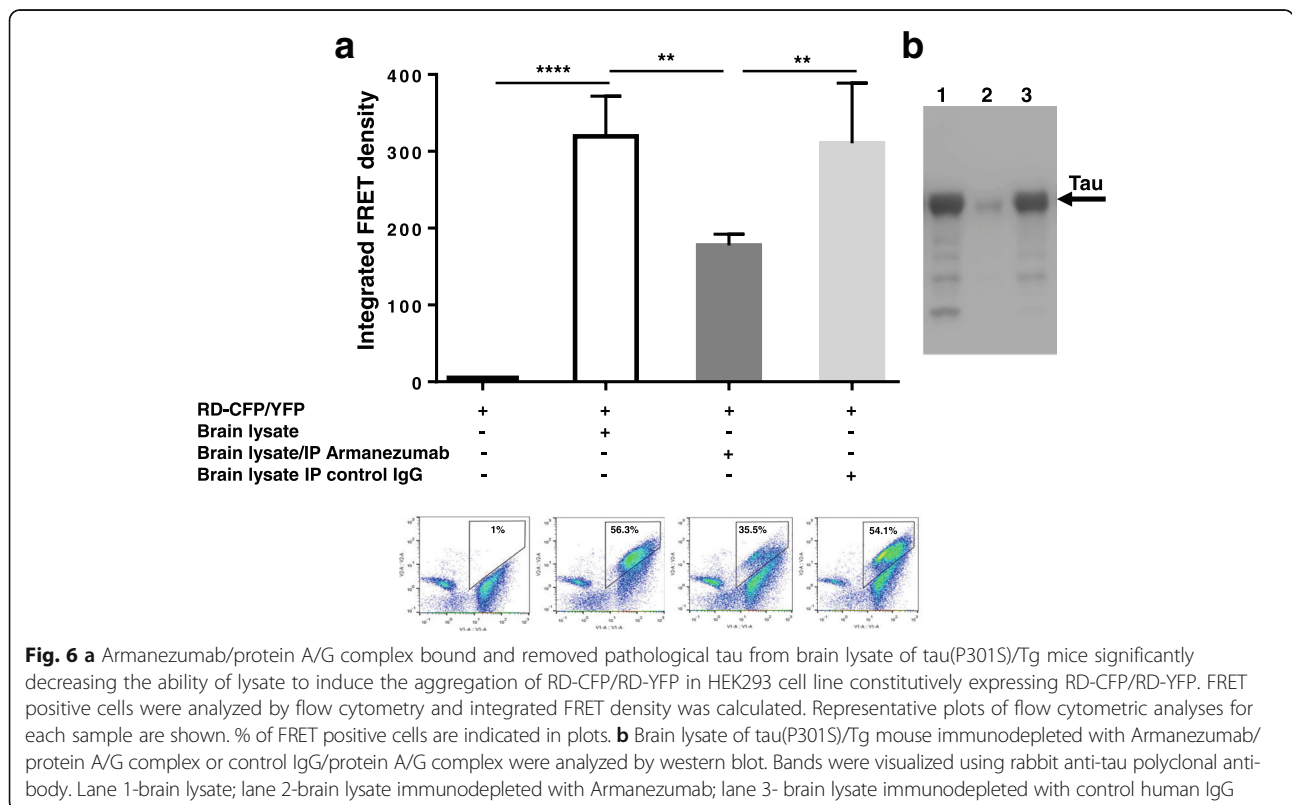 a
b
****
**
**
400
300
200
100
0
Integrated FRET density
1 2 3
Tau
RD-CFP/YFP + + + +
Brain lysate - + - -
Brain lysate/IP Armanezumab - - + -
Brain lysate IP control IgG - - - +
1% 56.3% 35.5% 54.1%
V1-A : V1-A V1-A : V1-A V1-A : V1-A V1-A : V1-A
Fig. 6 a Armanezumab/protein A/G complex bound and removed pathological tau from brain lysate of tau(P301S)/Tg mice significantly
decreasing the ability of lysate to induce the aggregation of RD-CFP/RD-YFP in HEK293 cell line constitutively expressing RD-CFP/RD-YFP. FRET
positive cells were analyzed by flow cytometry and integrated FRET density was calculated. Representative plots of flow cytometric analyses for
each sample are shown. % of FRET positive cells are indicated in plots. b Brain lysate of tau(P301S)/Tg mouse immunodepleted with Armanezumab/
protein A/G complex or control IgG/protein A/G complex were analyzed by western blot. Bands were visualized using rabbit anti-tau polyclonal anti-
body. Lane 1-brain lysate; lane 2-brain lysate immunodepleted with Armanezumab; lane 3- brain lysate immunodepleted with control human IgG